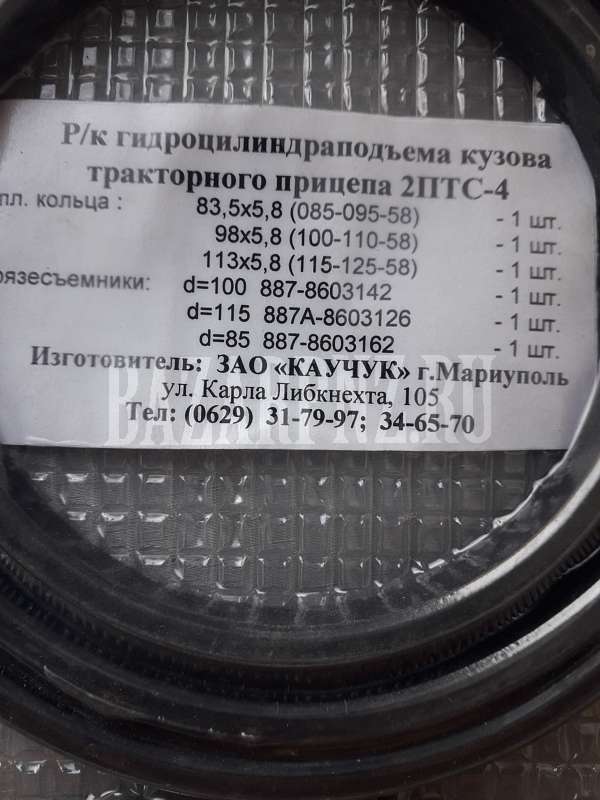 Р/к гидроцилиндраподъема кузова
тракторного прицепа 2ПТС-4
пл. кольца : 83,5х5,8 (085-095-58) - 1 шт.
98х5,8 (100-110-58) - 1 шт.
113х5,8 (115-125-58) - 1 шт.
рязесъемники: d=100 887-8603142 - 1 шт.
d=115 887А-8603126 - 1 шт.
d=85 887-8603162 - 1 шт.
Изготовитель: ЗАО «КАУЧУК» г.Мариуполь
ул. Карла Либкнехта, 105
Тел: (0629) 31-79-97; 34-65-70
BAZARPNZ.RU